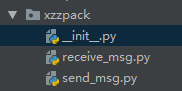 xzzpack
__init__.py
receive_msg.py
send_msg.py